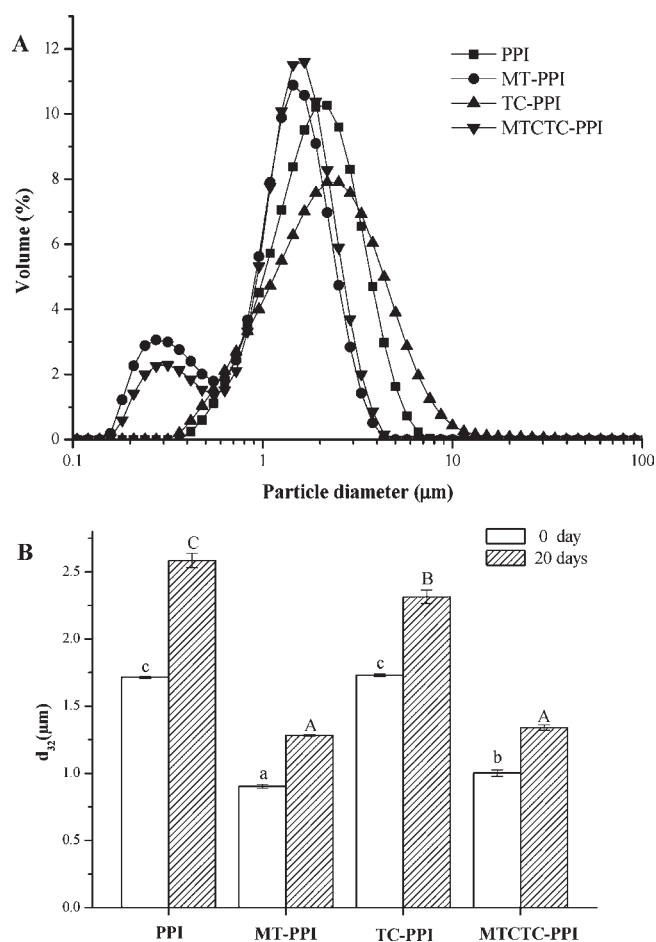 A
PPI
MT-PPI
TC-PPI
MTCTC-PPI
Volume (%)
12
10
8
6
4
2
0
0.1 1 10 100
Particle diameter (μm)
B
0 day
20 days
d32(μm)
2.5
2.0
1.5
1.0
0.5
0.0
c C a A c B b A
PPI MT-PPI TC-PPI MTCTC-PPI